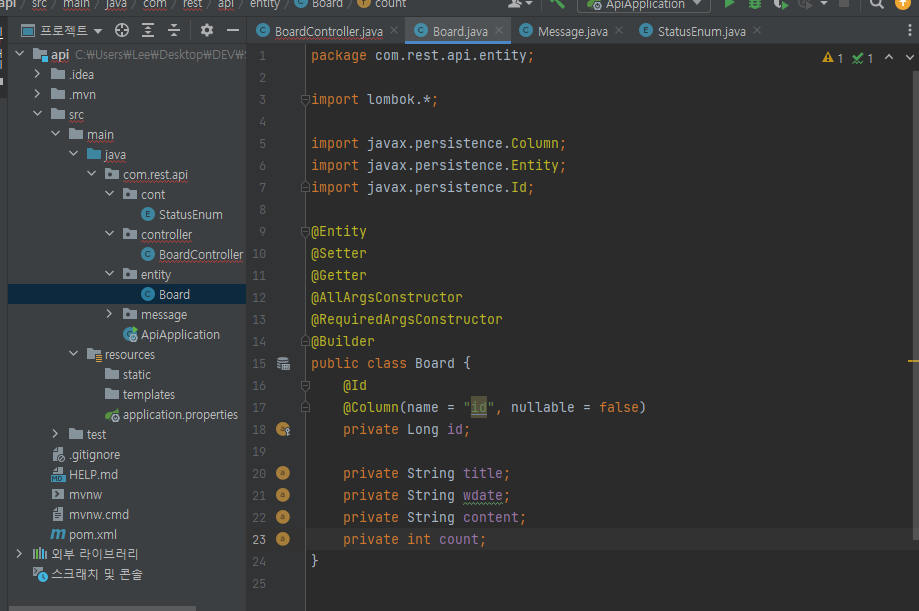 api src main java com rest api entity Board count ApiApplication
프로젝트
BoardController.java Board.java Message.java StatusEnum.java
api C:\Users\Lee\Desktop\DEV\
.idea
.mvn
src
main
java
com.rest.api
cont
StatusEnum
controller
BoardController
entity
Board
message
ApiApplication
resources
static
templates
application.properties
test
.gitignore
HELP.md
mvnw
mvnw.cmd
pom.xml
외부 라이브러리
스크래치 및 콘솔
1 package com.rest.api.entity;
2
3 import lombok.*;
4
5 import javax.persistence.Column;
6 import javax.persistence.Entity;
7 import javax.persistence.Id;
8
9 @Entity
10 @Setter
11 @Getter
12 @AllArgsConstructor
13 @RequiredArgsConstructor
14 @Builder
15 public class Board {
16 @Id
17 @Column(name = "id", nullable = false)
18 private Long id;
19
20 private String title;
21 private String wdate;
22 private String content;
23 private int count;
24 }
25
1 1